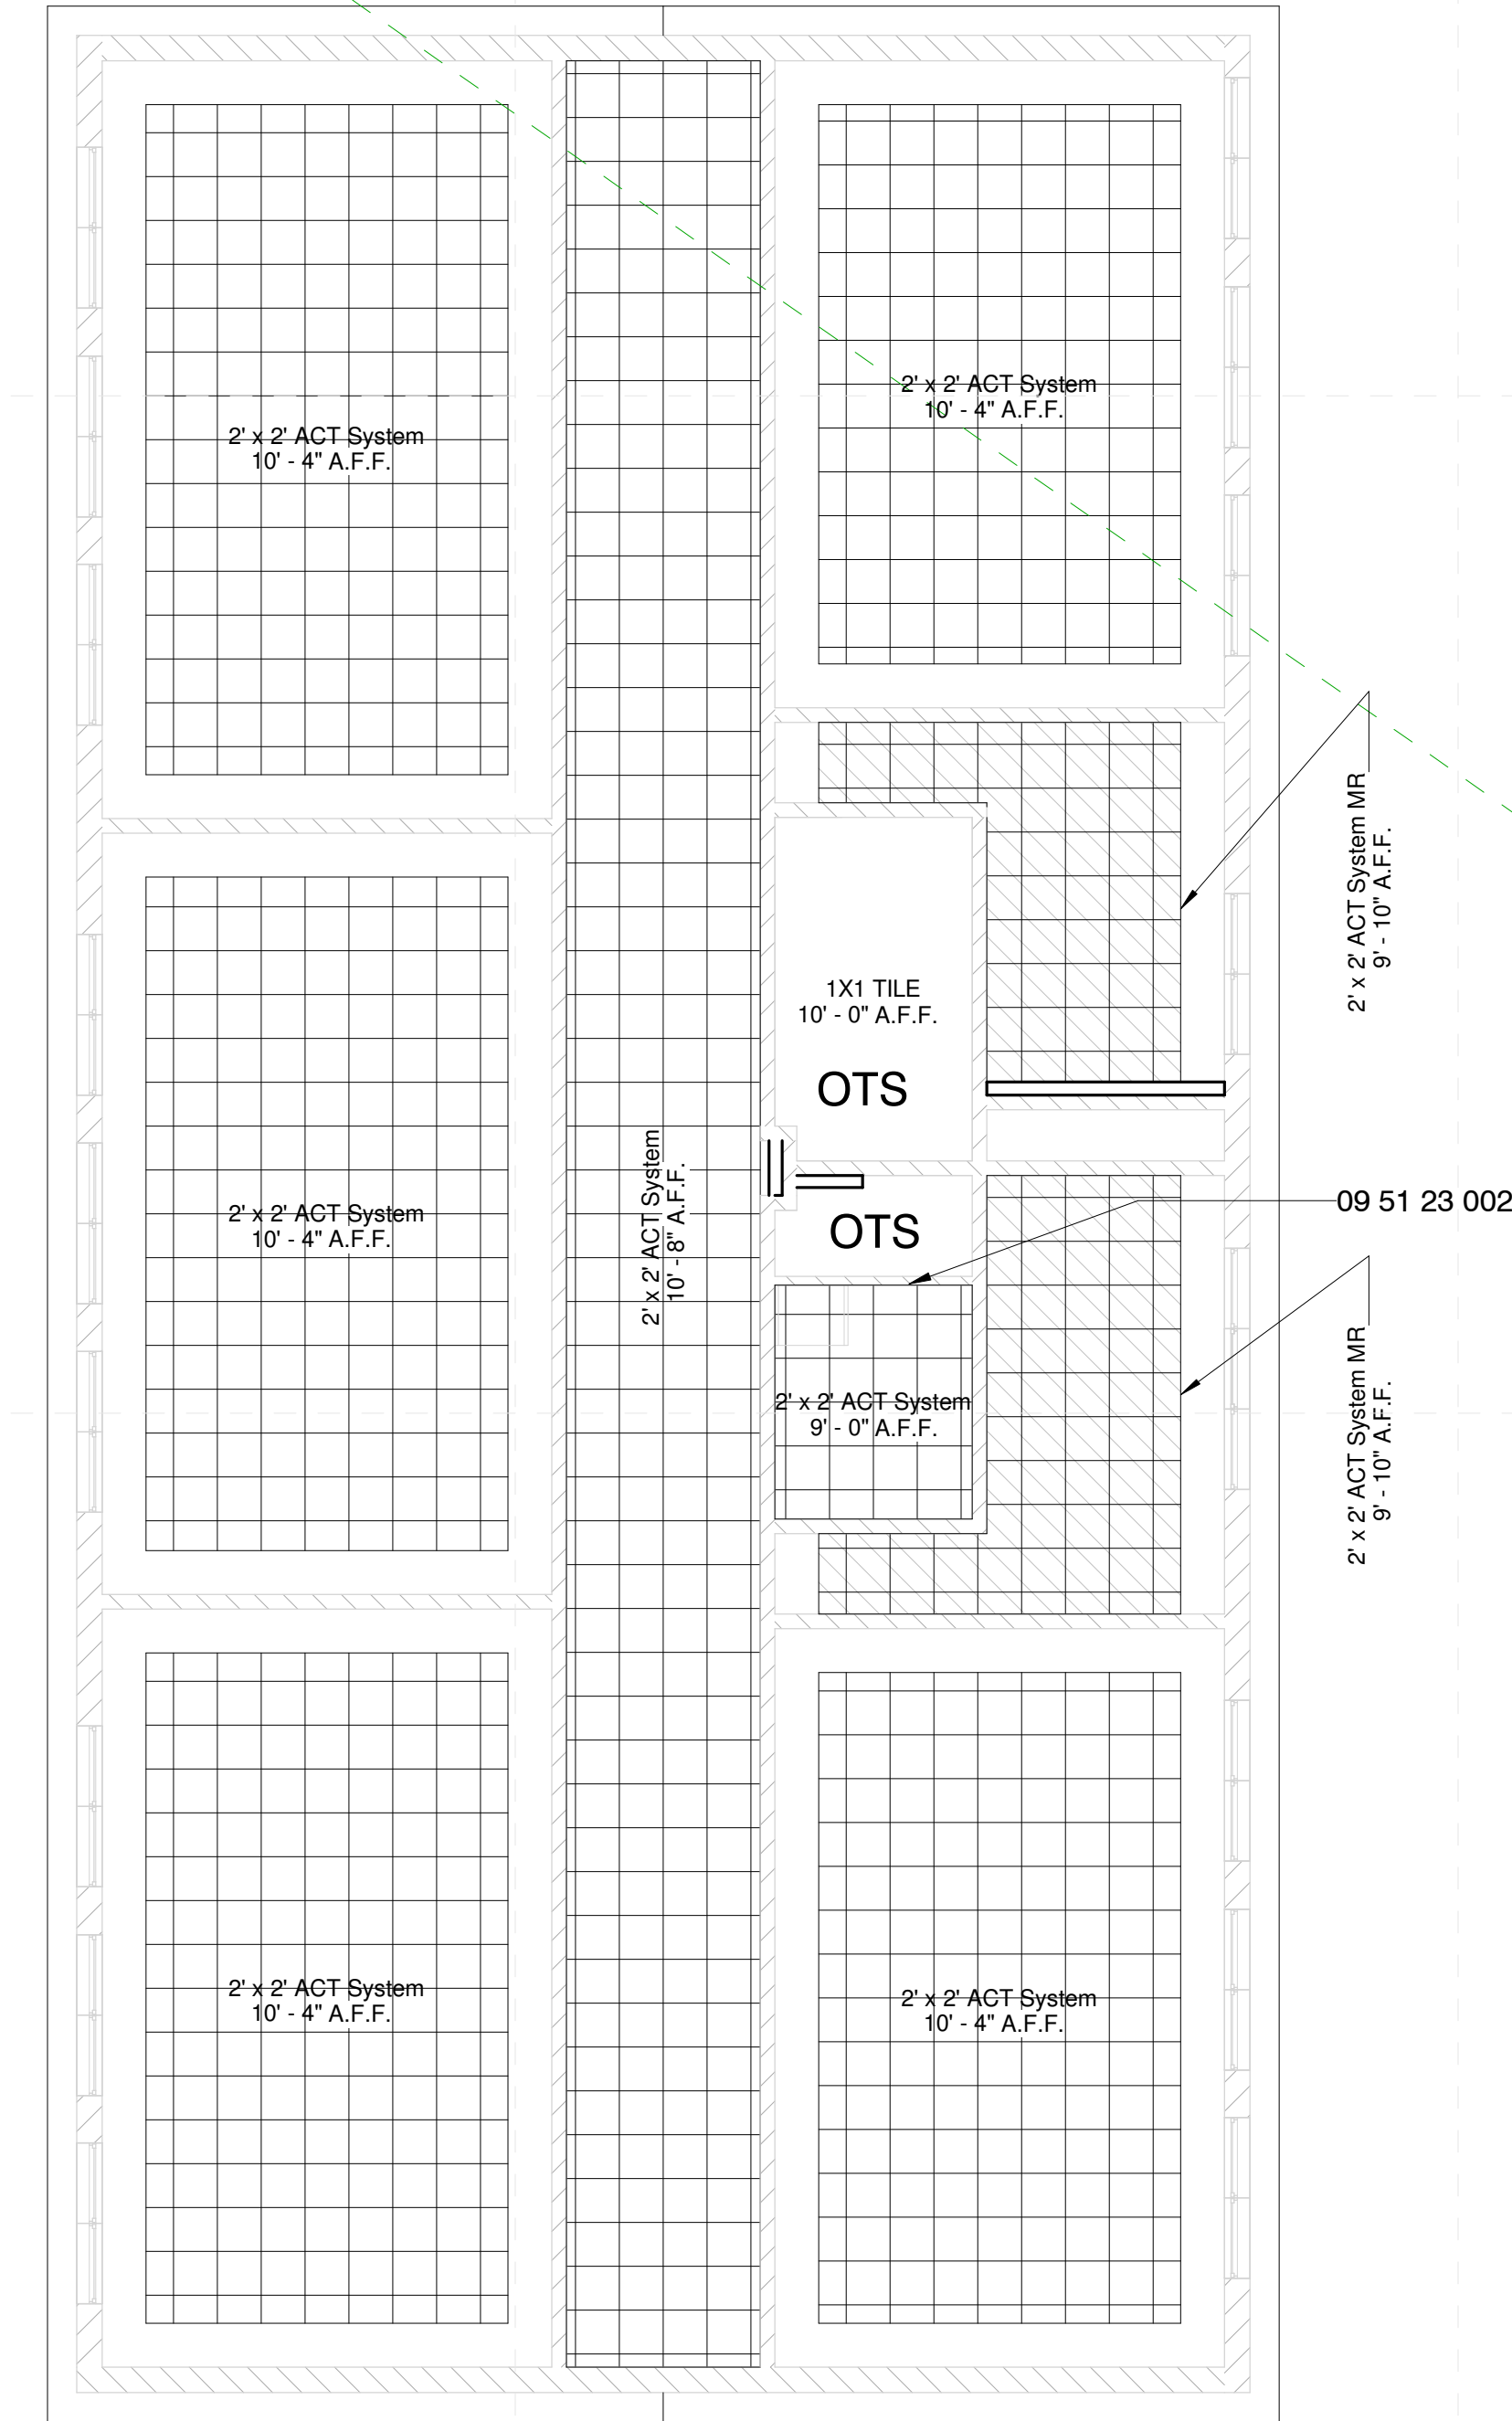 2' x 2' ACT System
10' - 4" A.F.F.
2' x 2' ACT System
10' - 4" A.F.F.
2' x 2' ACT System MR
9' - 10" A.F.F.
1X1 TILE
10' - 0" A.F.F.
OTS
2' x 2' ACT System
10' - 4" A.F.F.
2' x 2' ACT System
10' - 8" A.F.F.
OTS
09 51 23 002
2' x 2' ACT System
9' - 0" A.F.F.
2' x 2' ACT System MR
9' - 10" A.F.F.
2' x 2' ACT System
10' - 4" A.F.F.
2' x 2' ACT System
10' - 4" A.F.F.